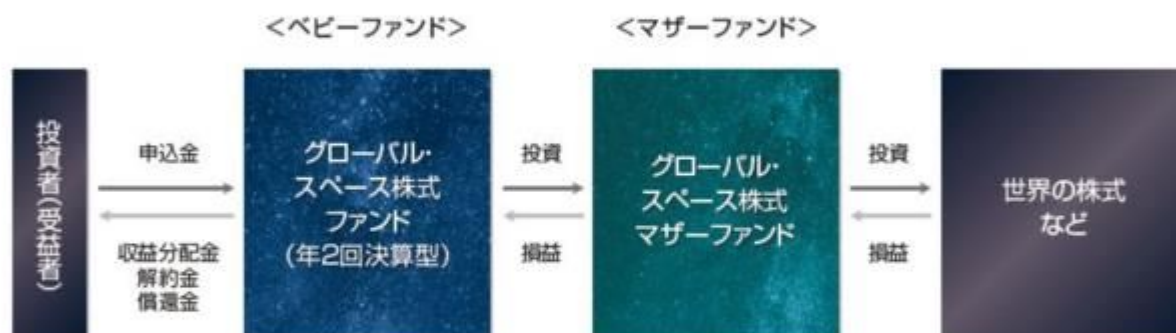 <ベビーファンド>
<マザーファンド>
投資者(受益者)
申込金
収益分配金
解約金
償還金
グローバル・
スペース株式
ファンド
(年2回決算型)
投資
損益
グローバル・
スペース株式
マザーファンド
投資
損益
世界の株式
など